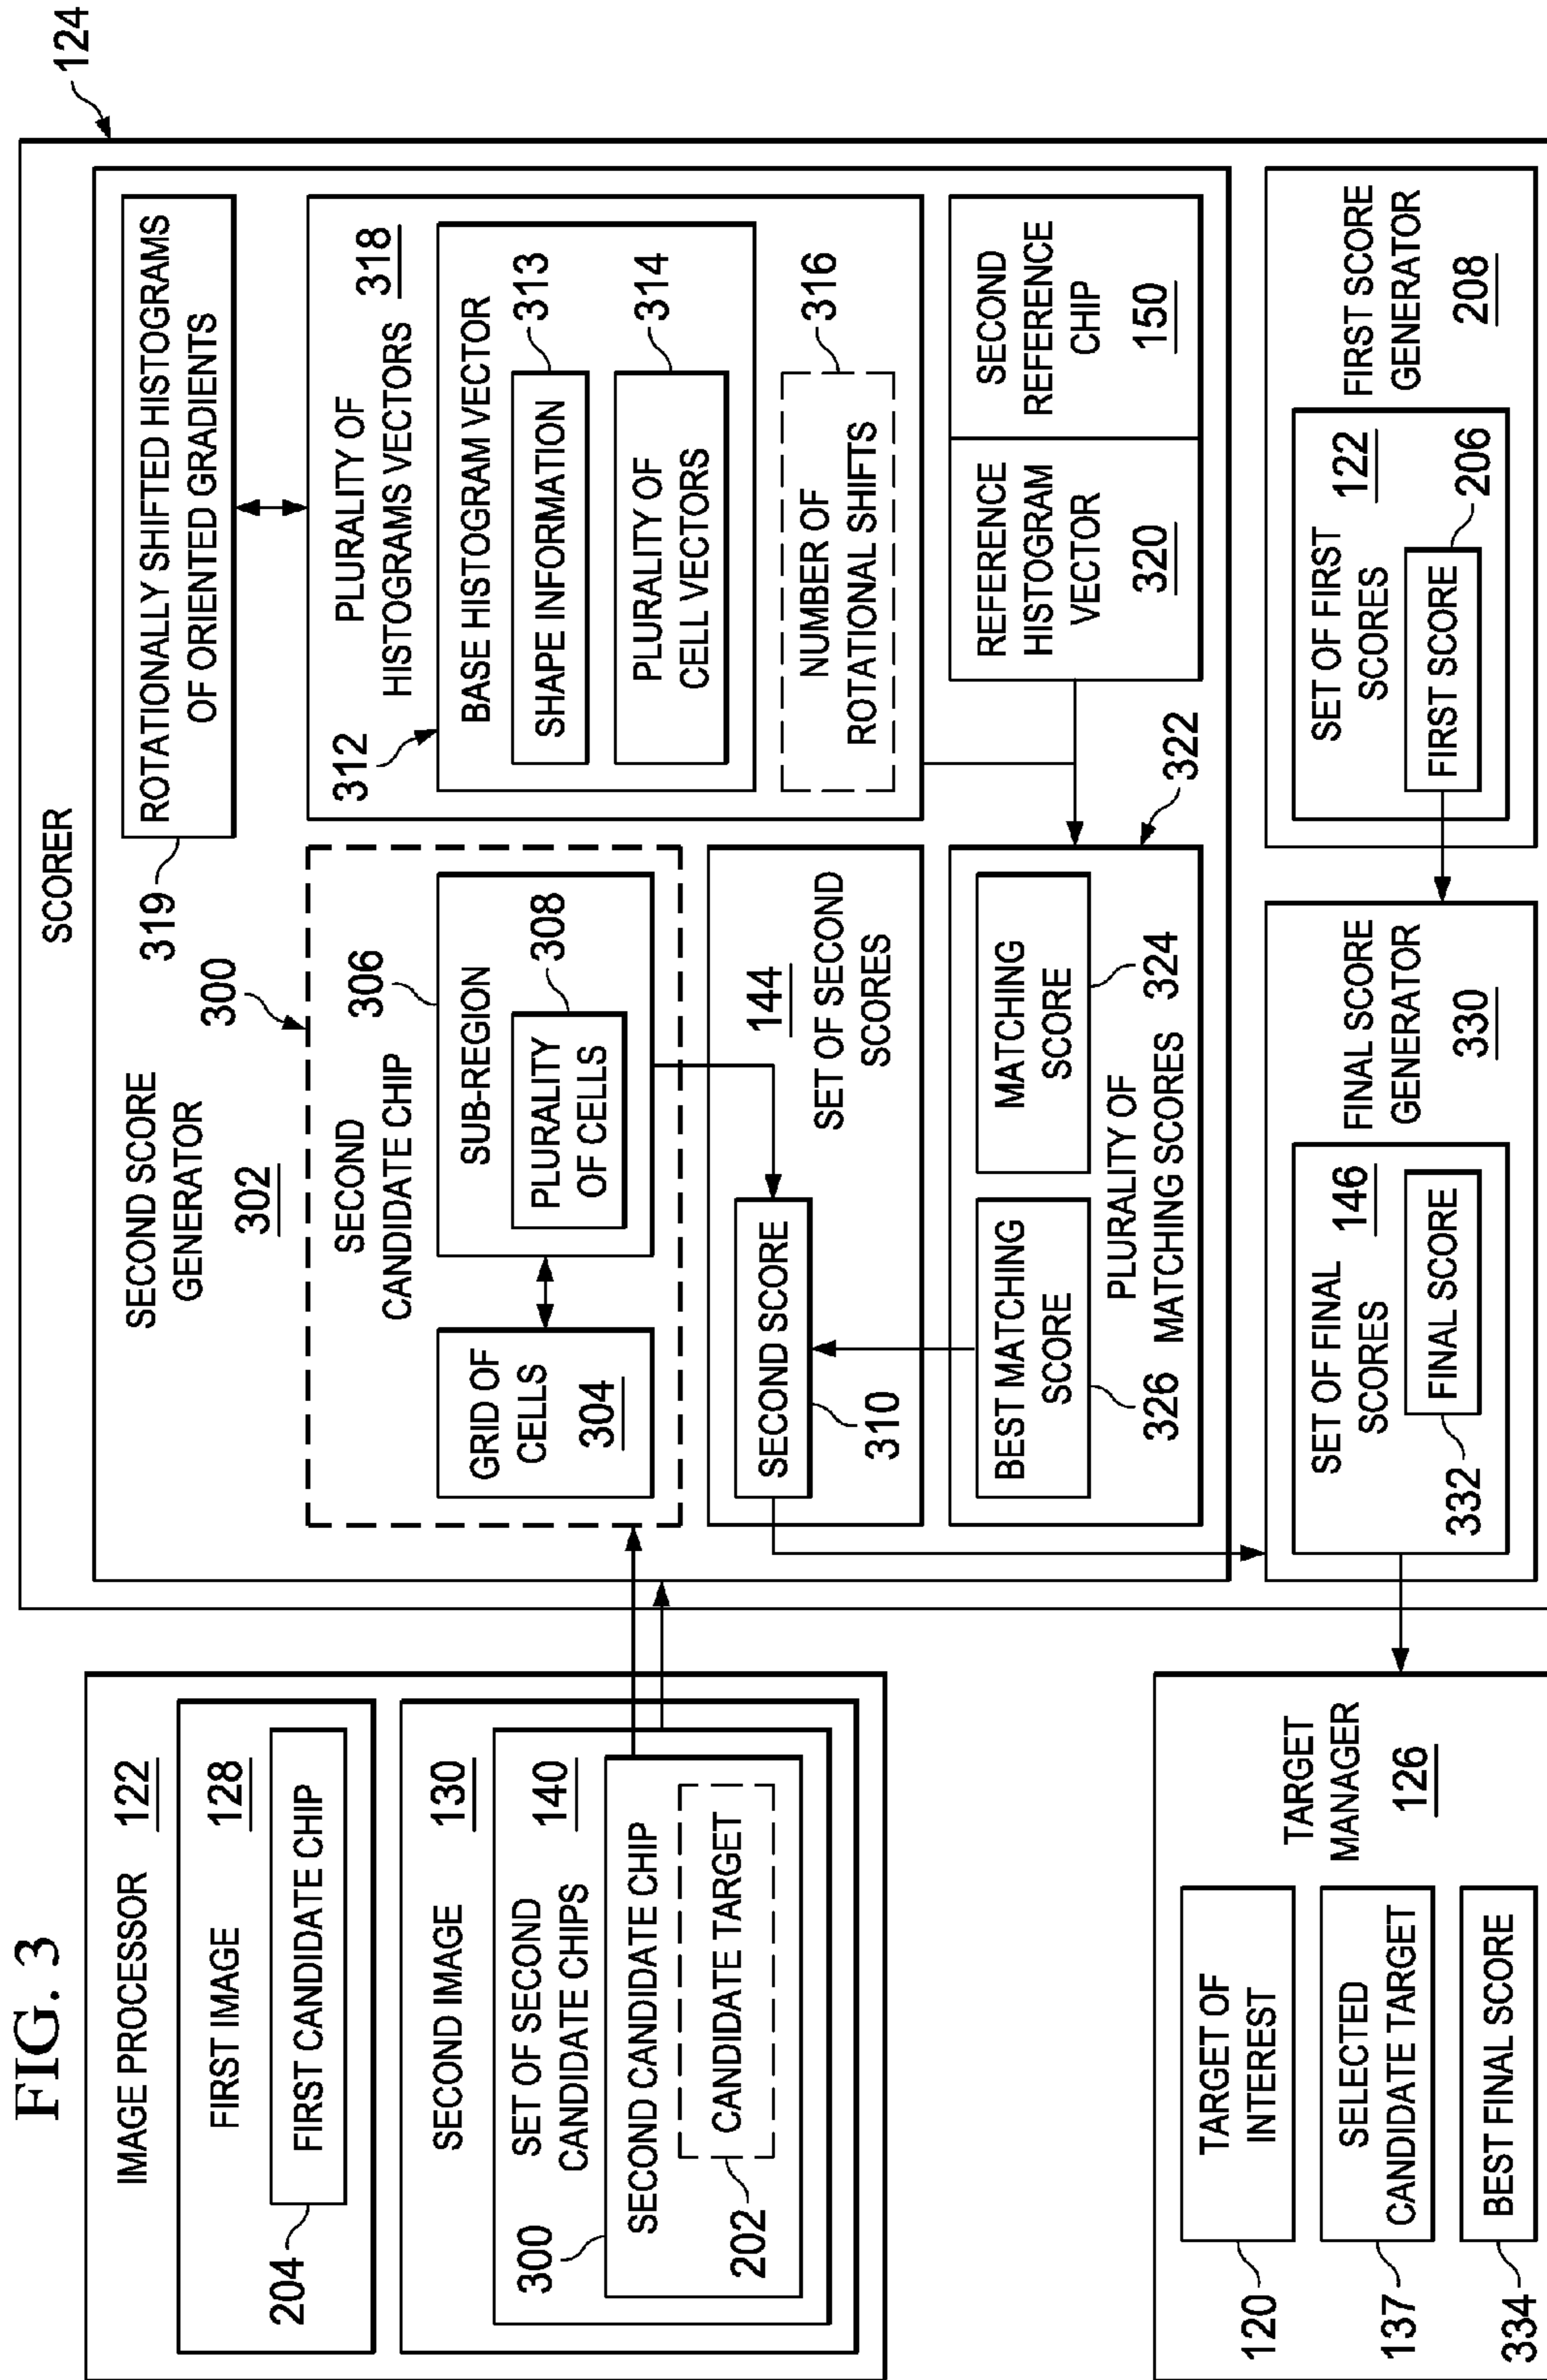 FIG. 3
IMAGE PROCESSOR 122
FIRST IMAGE 128
FIRST CANDIDATE CHIP
204
SECOND IMAGE 130
SET OF SECOND
CANDIDATE CHIPS 140
300
SECOND CANDIDATE CHIP
CANDIDATE TARGET
202
TARGET
MANAGER
126
TARGET OF
INTEREST
120
SELECTED
CANDIDATE TARGET
137
BEST FINAL SCORE
334
SCORER
124
SECOND SCORE
GENERATOR
302
300
319
ROTATIONALLY SHIFTED HISTOGRAMS
OF ORIENTED GRADIENTS
SECOND
CANDIDATE CHIP
306
GRID OF
CELLS
304
SUB-REGION
308
PLURALITY
OF CELLS
PLURALITY OF
HISTOGRAMS VECTORS 318
312
BASE HISTOGRAM VECTOR
SHAPE INFORMATION
313
PLURALITY OF
CELL VECTORS
314
NUMBER OF
ROTATIONAL SHIFTS
316
SECOND SCORE
310
144
SET OF SECOND
SCORES
322
BEST MATCHING
SCORE
326
MATCHING
SCORE
324
PLURALITY OF
MATCHING SCORES
REFERENCE
HISTOGRAM
VECTOR
320
SECOND
REFERENCE
CHIP
150
SET OF FINAL
SCORES
146
FINAL SCORE
332
FINAL SCORE
GENERATOR
330
SET OF FIRST
SCORES
122
FIRST SCORE
206
FIRST SCORE
GENERATOR
208